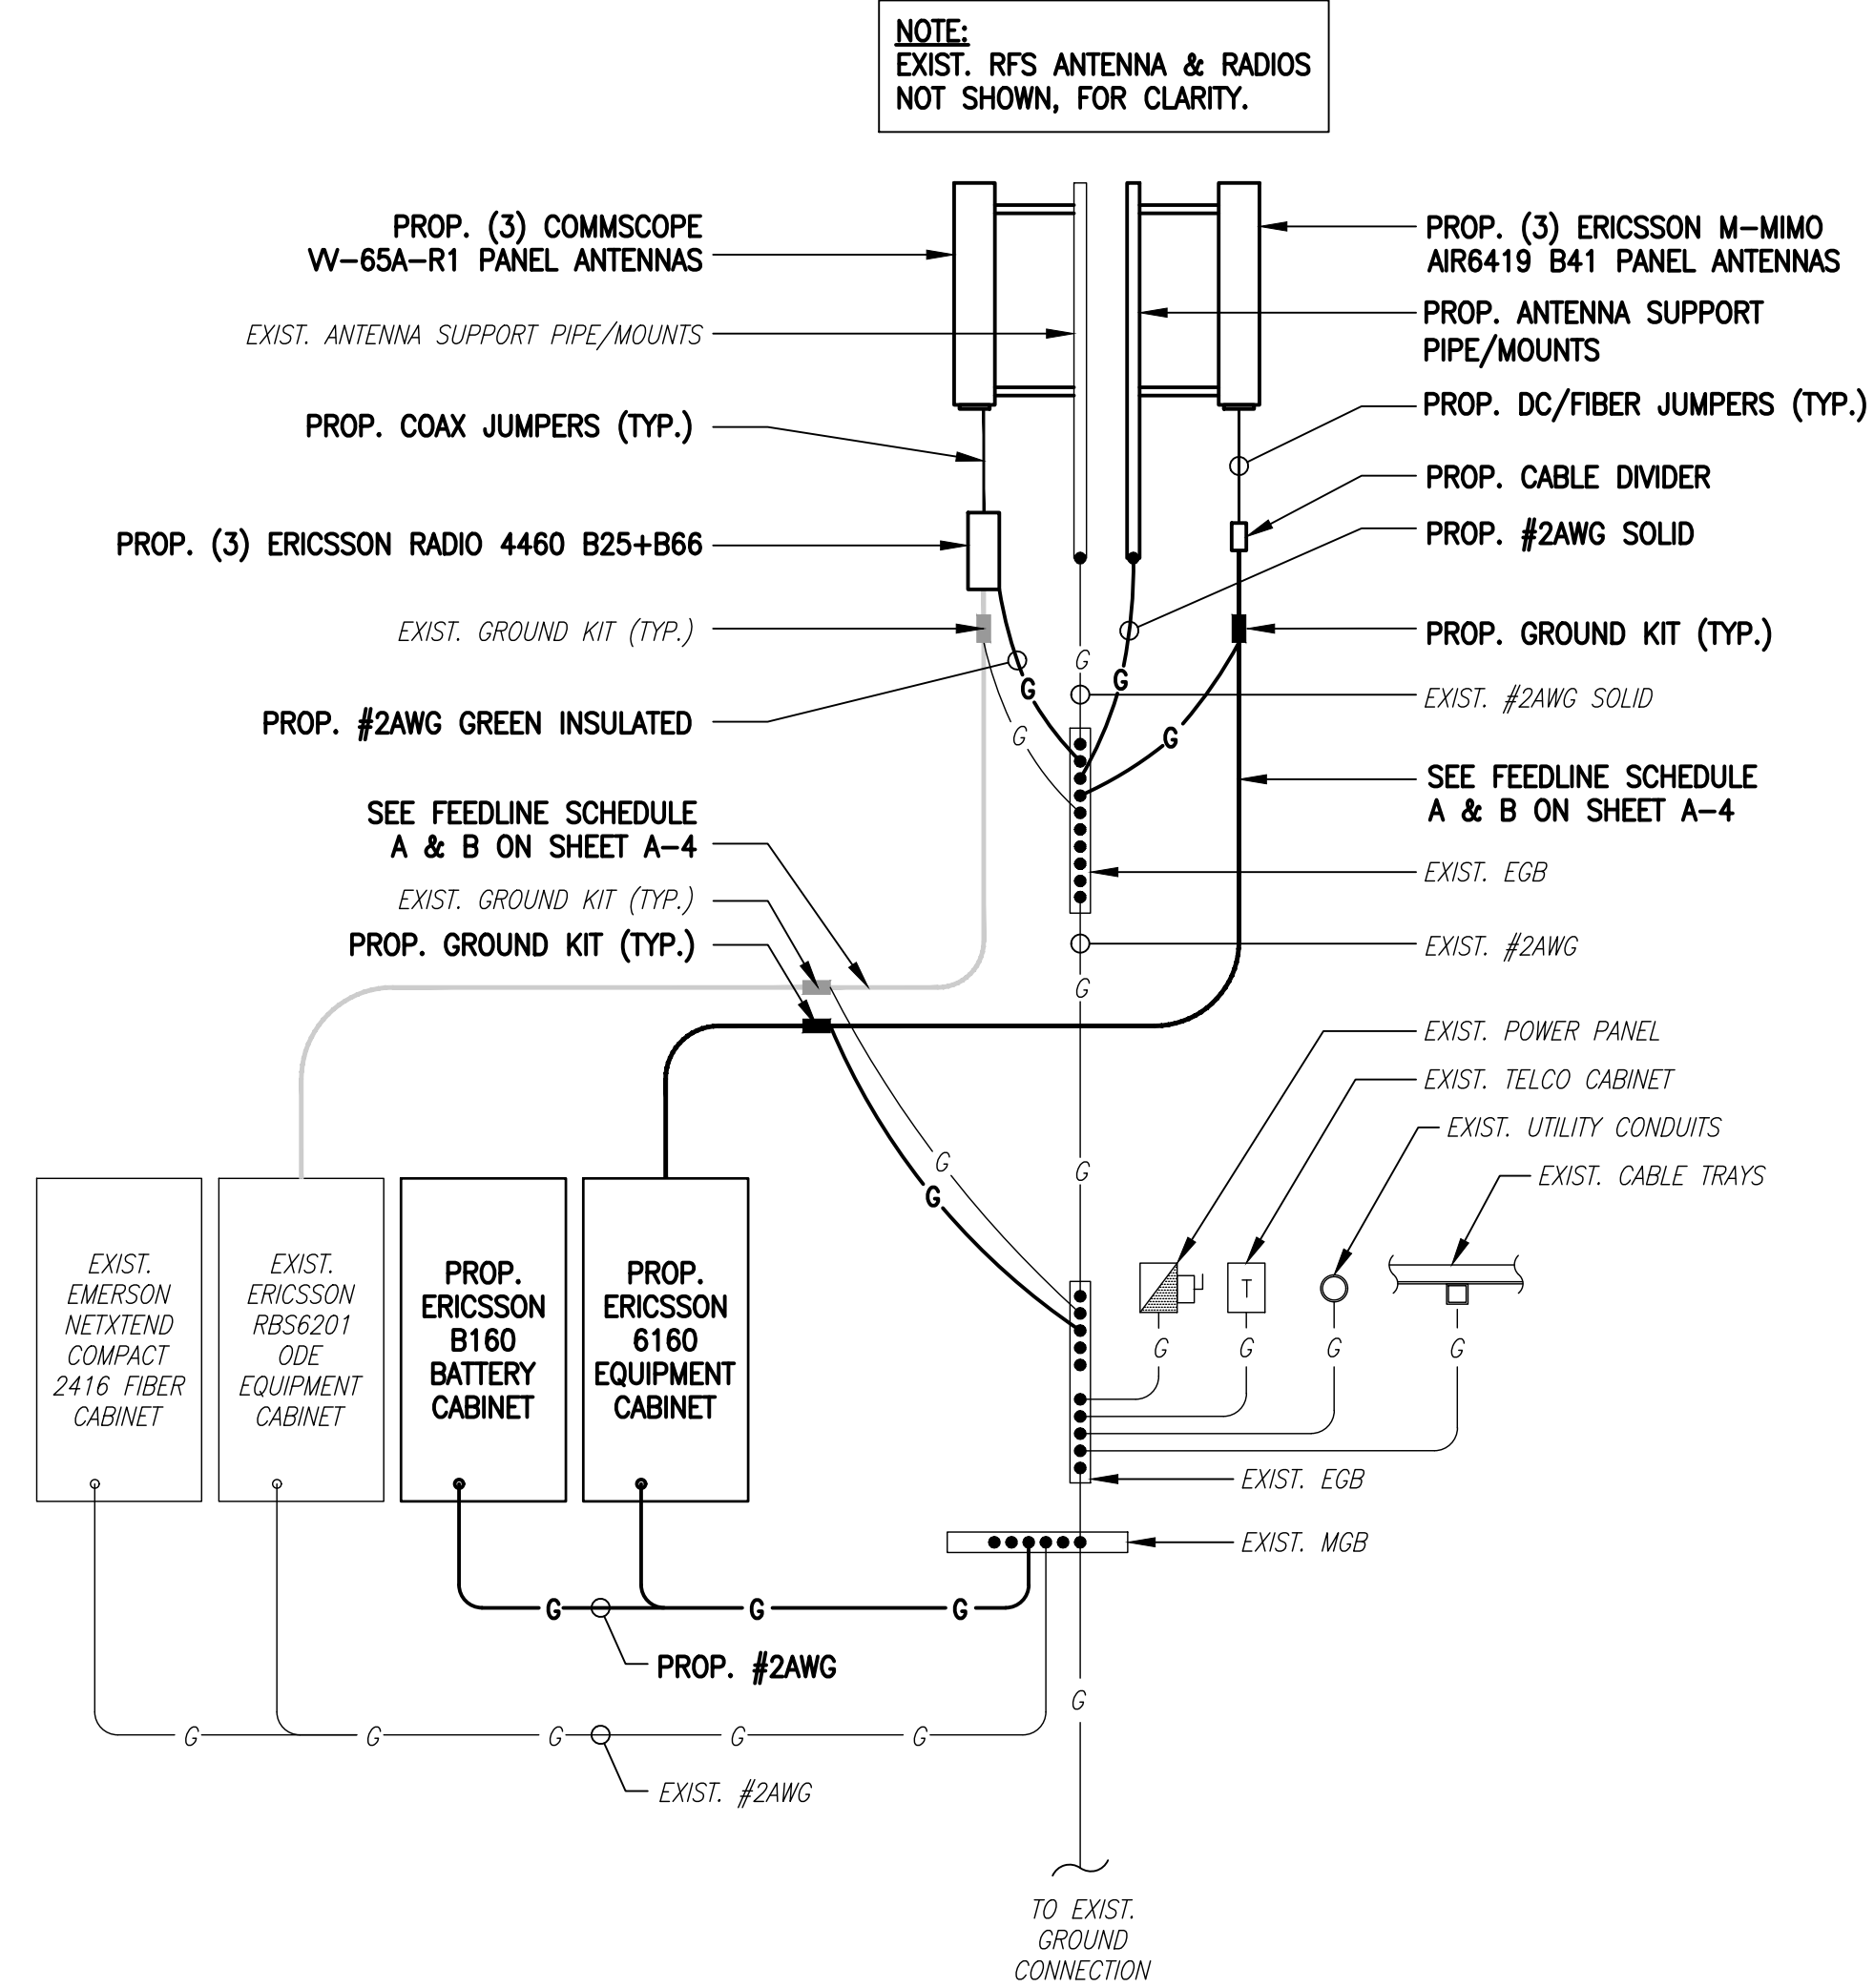 NOTE:
EXIST. RFS ANTENNA & RADIOS
NOT SHOWN, FOR CLARITY.
PROP. (3) COMMSCOPE
VV-65A-R1 PANEL ANTENNAS
EXIST. ANTENNA SUPPORT PIPE/MOUNTS
PROP. COAX JUMPERS (TYP.)
PROP. (3) ERICSSON RADIO 4460 B25+B66
EXIST. GROUND KIT (TYP.)
PROP. #2AWG GREEN INSULATED
SEE FEEDLINE SCHEDULE
A & B ON SHEET A-4
EXIST. GROUND KIT (TYP.)
PROP. GROUND KIT (TYP.)
PROP. (3) ERICSSON M-MIMO
AIR6419 B41 PANEL ANTENNAS
PROP. ANTENNA SUPPORT
PIPE/MOUNTS
PROP. DC/FIBER JUMPERS (TYP.)
PROP. CABLE DIVIDER
PROP. #2AWG SOLID
PROP. GROUND KIT (TYP.)
EXIST. #2AWG SOLID
SEE FEEDLINE SCHEDULE
A & B ON SHEET A-4
EXIST. EGB
EXIST. #2AWG
EXIST. POWER PANEL
EXIST. TELCO CABINET
EXIST. UTILITY CONDUITS
EXIST. CABLE TRAYS
G
G
G
G
G
G
G
G
G
EXIST.
EMERSON
NETXTEND
COMPACT
2416 FIBER
CABINET
EXIST.
ERICSSON
RBS6201
ODE
EQUIPMENT
CABINET
PROP.
ERICSSON
B160
BATTERY
CABINET
PROP.
ERICSSON
6160
EQUIPMENT
CABINET
T
G
G
G
G
EXIST. EGB
EXIST. MGB
G
G
G
PROP. #2AWG
G
G
G
G
G
G
EXIST. #2AWG
TO EXIST.
GROUND
CONNECTION